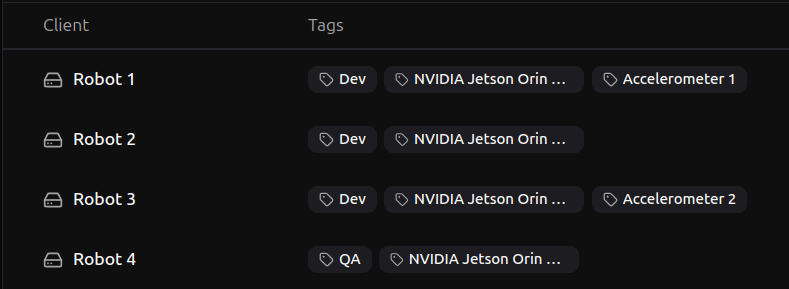 Client Tags
Robot 1 Dev NVIDIA Jetson Orin ... Accelerometer 1
Robot 2 Dev NVIDIA Jetson Orin ...
Robot 3 Dev NVIDIA Jetson Orin ... Accelerometer 2
Robot 4 QA NVIDIA Jetson Orin ...